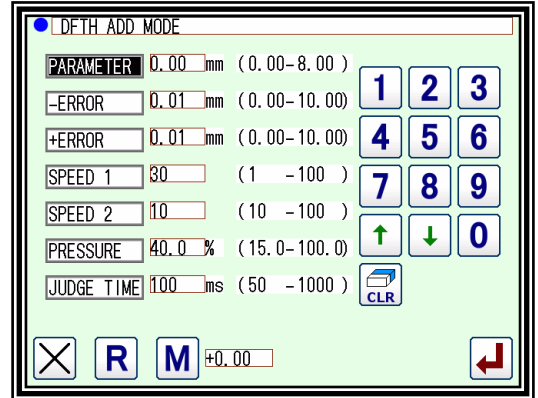 DFTH ADD MODE
PARAMETER 0.00 mm (0.00-8.00 )
-ERROR 0.01 mm (0.00-10.00)
+ERROR 0.01 mm (0.00-10.00)
SPEED 1 30 (1 -100 )
SPEED 2 10 (10 -100 )
PRESSURE 40.0 % (15.0-100.0)
JUDGE TIME 100 ms (50 -1000 )
1 2 3
4 5 6
7 8 9
↑ ↓ 0
CLR
R M +0.00